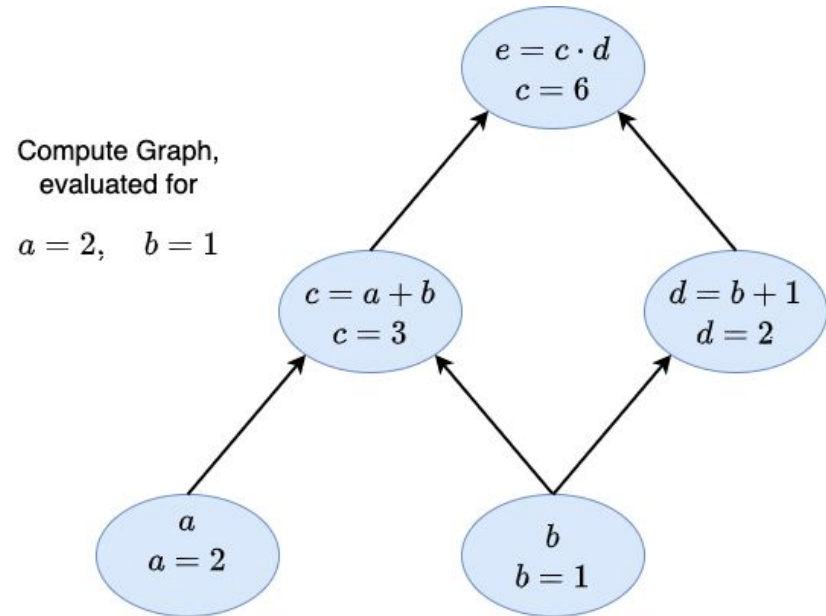 e = c · d
c = 6
Compute Graph,
evaluated for
a = 2, b = 1
c = a + b
c = 3
d = b + 1
d = 2
a
a = 2
b
b = 1